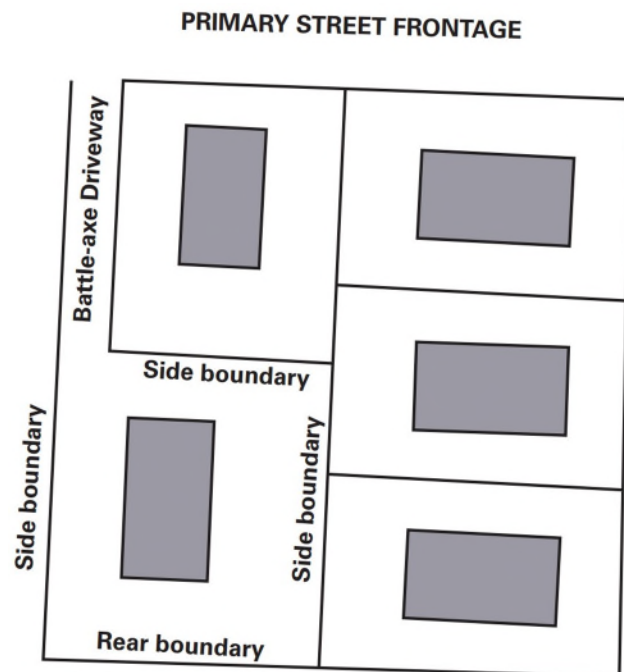 PRIMARY STREET FRONTAGE
Battle-axe Driveway
Side boundary
Side boundary
Side boundary
Rear boundary